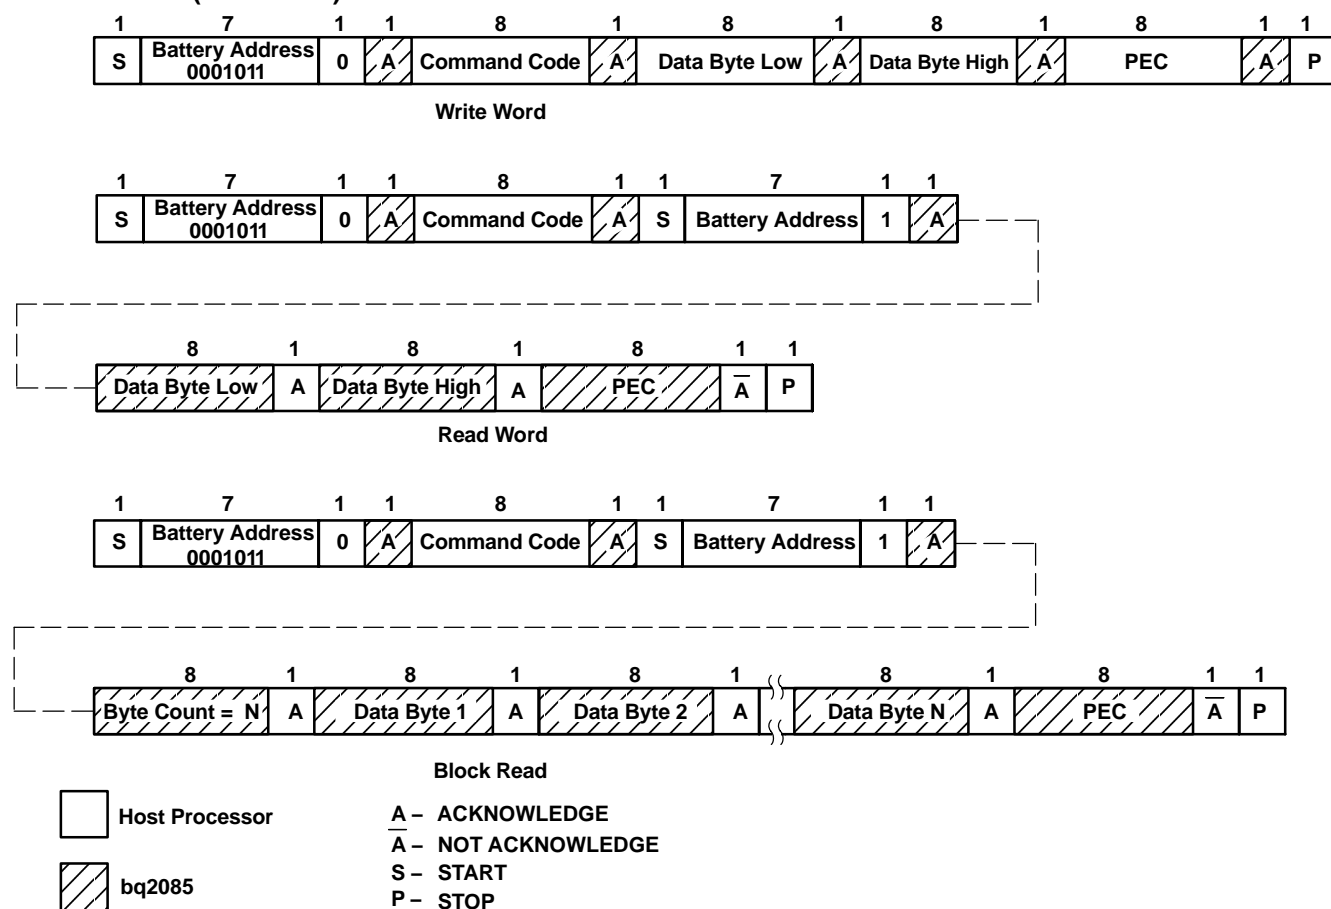 1 7 1 1 8 1 8 1 8 1 8 1 1
S Battery Address 0001011 0 A Command Code A Data Byte Low A Data Byte High A PEC A P
Write Word
1 7 1 1 8 1 1 7 1 1
S Battery Address 0001011 0 A Command Code A S Battery Address 1 A
8 1 8 1 8 1 1
Data Byte Low A Data Byte High A PEC A̅ P
Read Word
1 7 1 1 8 1 1 7 1 1
S Battery Address 0001011 0 A Command Code A S Battery Address 1 A
8 1 8 1 8 1 8 1 8 1 1
Byte Count = N A Data Byte 1 A Data Byte 2 A Data Byte N A PEC A̅ P
Block Read
Host Processor
bq2085
A – ACKNOWLEDGE
A̅ – NOT ACKNOWLEDGE
S – START
P – STOP